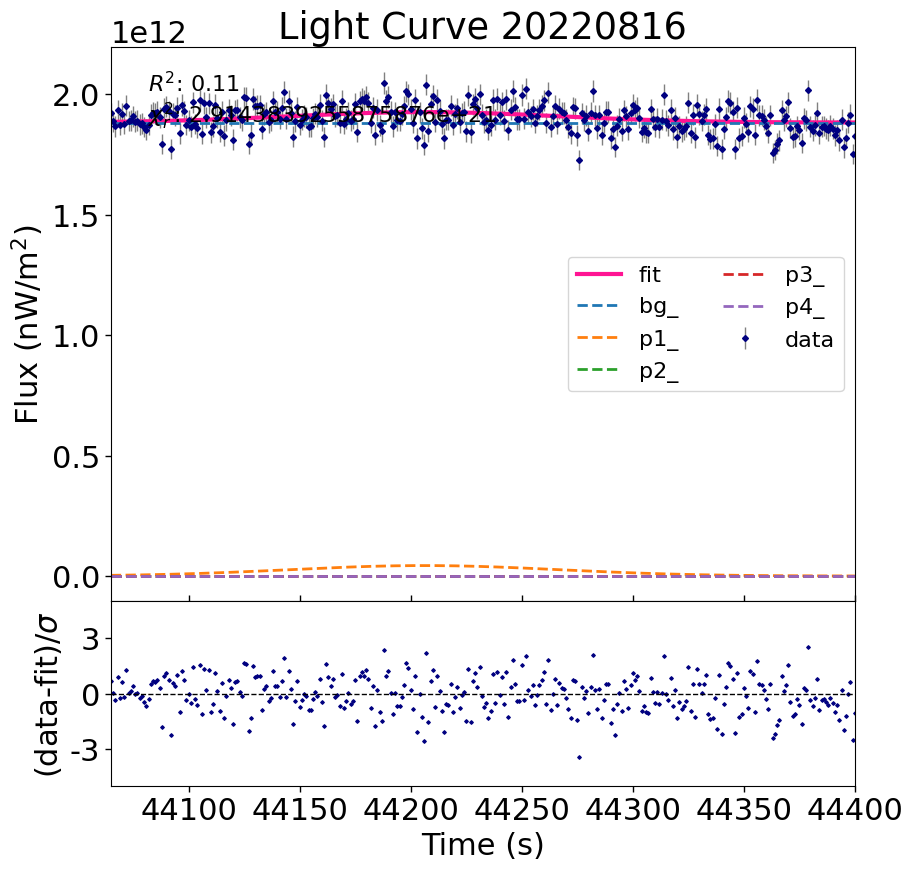 Light Curve 20220816
1e12
R²: 0.11
2.0
1.5
1.0
0.5
0.0
Flux (nW/m²)
fit
bg_
p1_
p2_
p3_
p4_
data
3
0
-3
(data-fit)/σ
44100 44150 44200 44250 44300 44350 44400
Time (s)